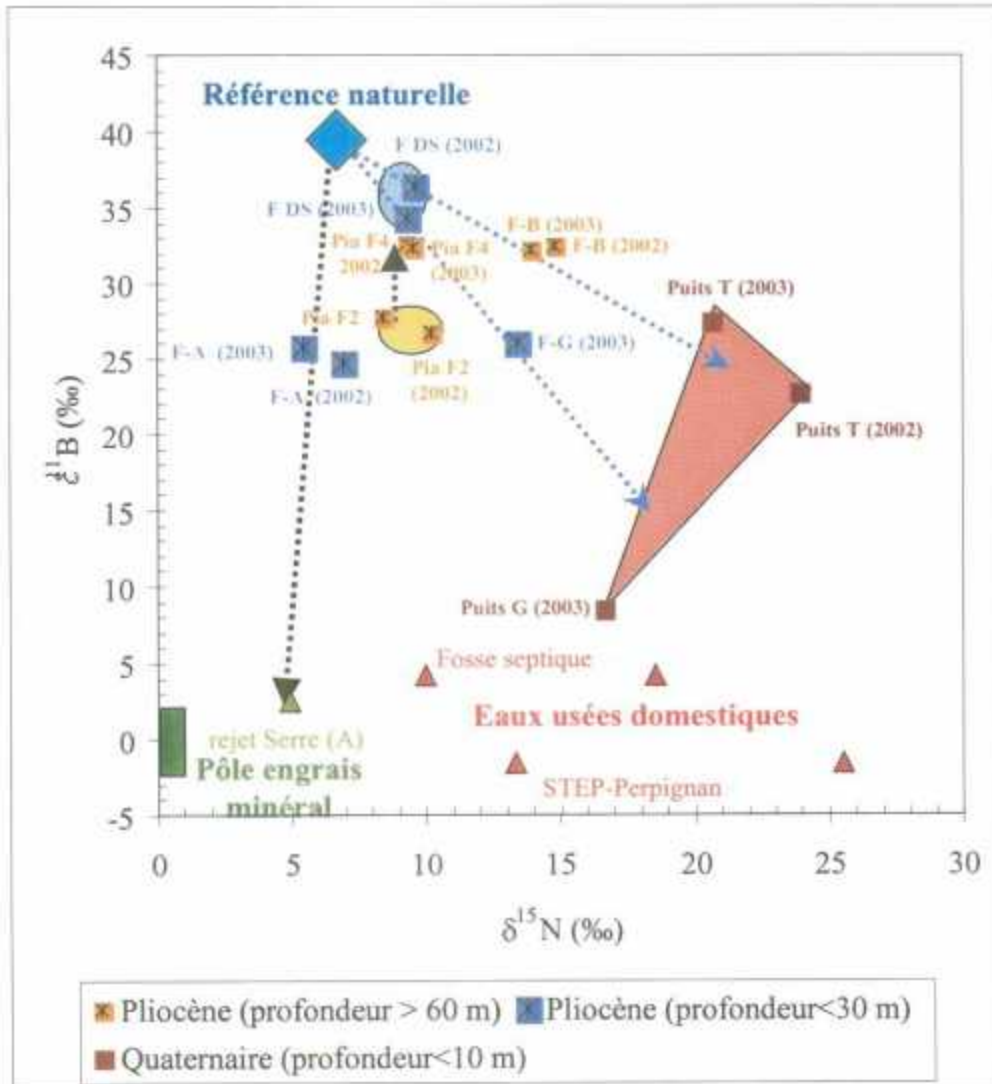 45
40
35
30
25
20
15
10
5
0
-5
δ¹¹B (‰)
Référence naturelle
F DS (2002)
F DS (2003)
Pia F4
2002
Pia F4
(2003)
F-B (2003)
F-B (2002)
Pia F2
Pia F2
(2002)
F-A (2003)
F-A (2002)
F-G (2003)
Puits T (2003)
Puits T (2002)
Puits G (2003)
Fosse septique
Eaux usées domestiques
rejet Serre (A)
Pôle engrais
minéral
STEP-Perpignan
0 5 10 15 20 25 30
δ¹⁵N (‰)
Pliocène (profondeur > 60 m) Pliocène (profondeur<30 m)
Quaternaire (profondeur<10 m)